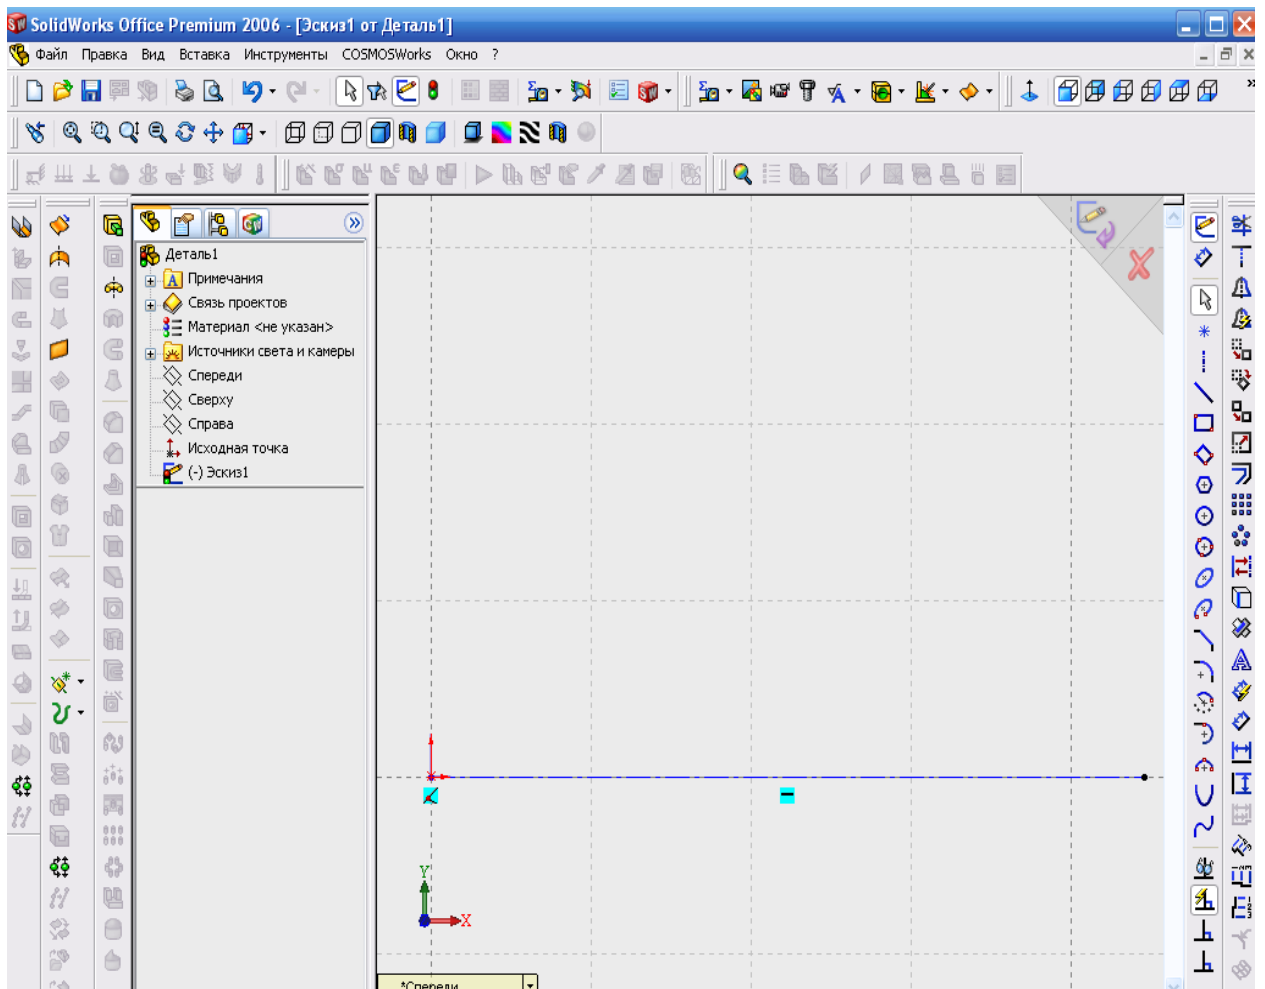 SolidWorks Office Premium 2006 - [Эскиз1 от Деталь1]
Файл Правка Вид Вставка Инструменты COSMOSWorks Окно ?
Деталь1
Примечания
Связь проектов
Материал <не указан>
Источники света и камеры
Спереди
Сверху
Справа
Исходная точка
(-) Эскиз1
Y
X
*Спереди